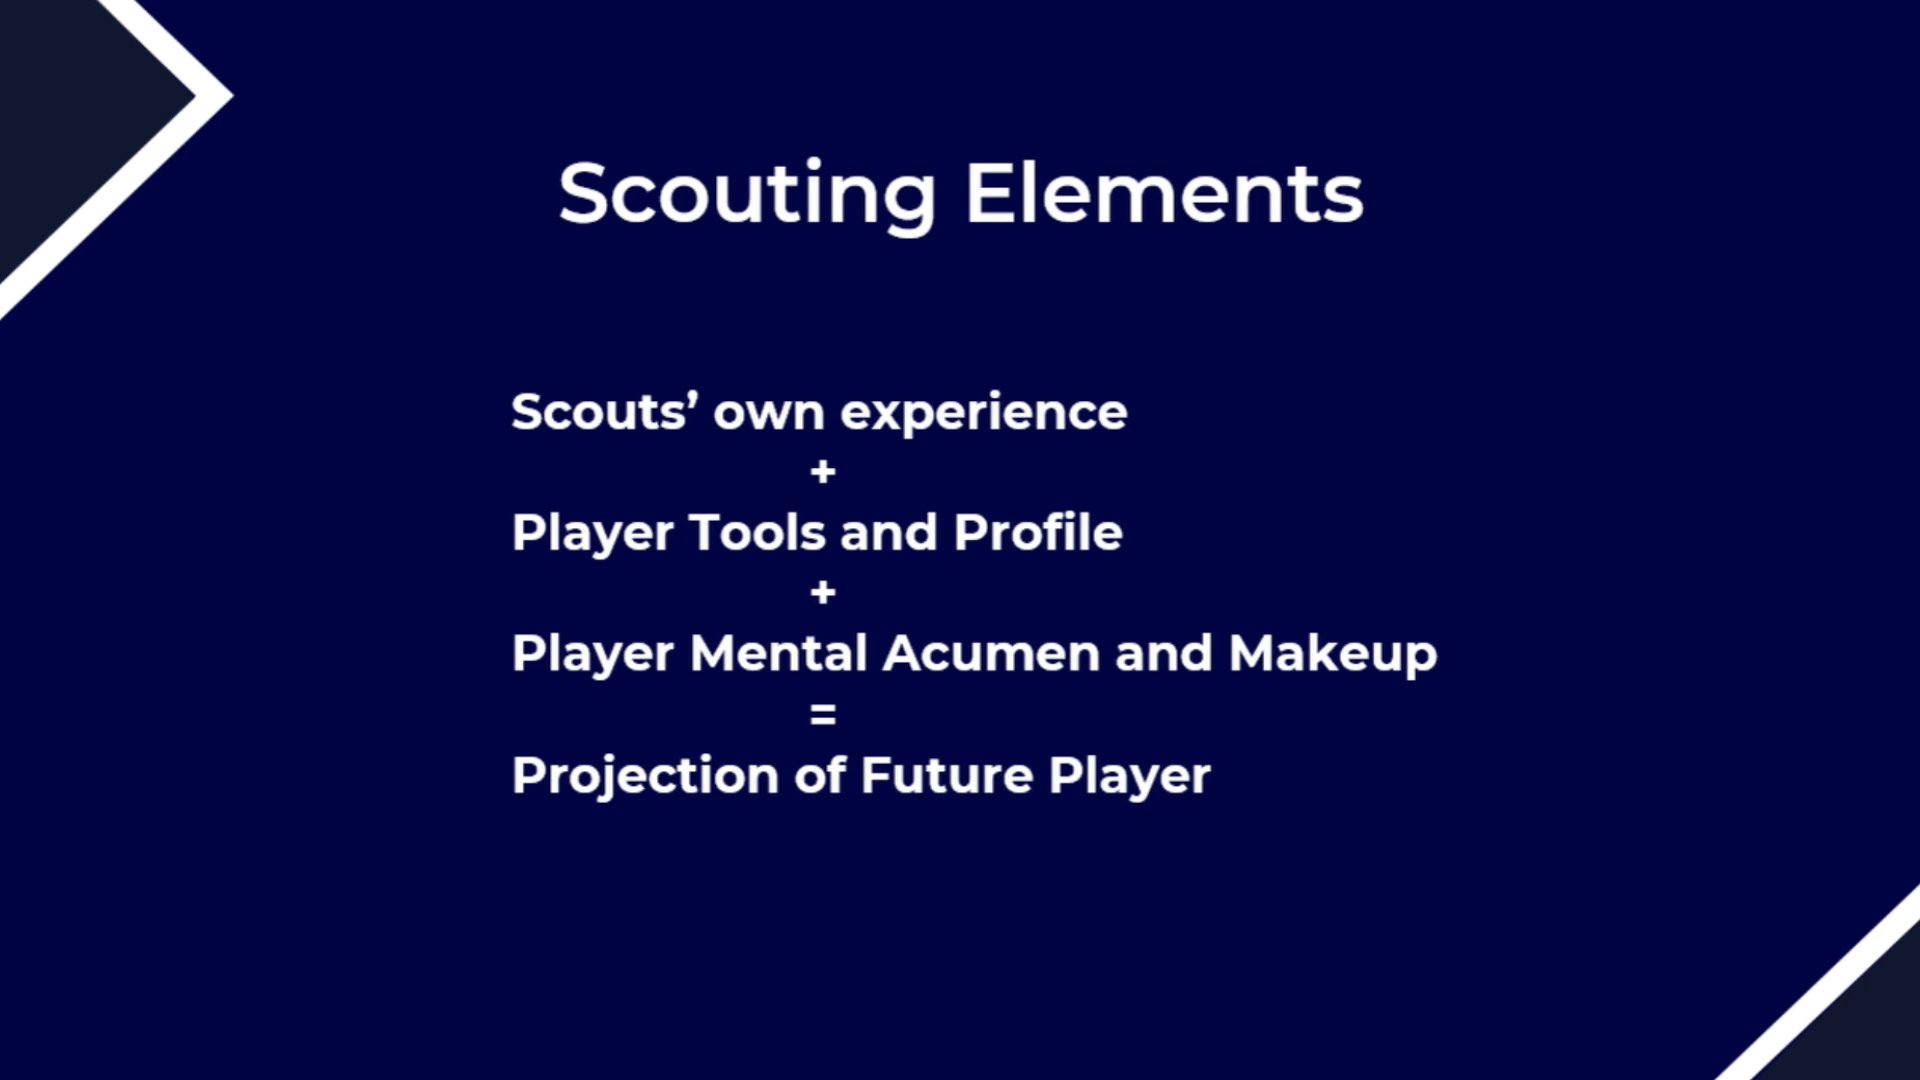 Scouting Elements
Scouts’ own experience
+
Player Tools and Profile
+
Player Mental Acumen and Makeup
=
Projection of Future Player